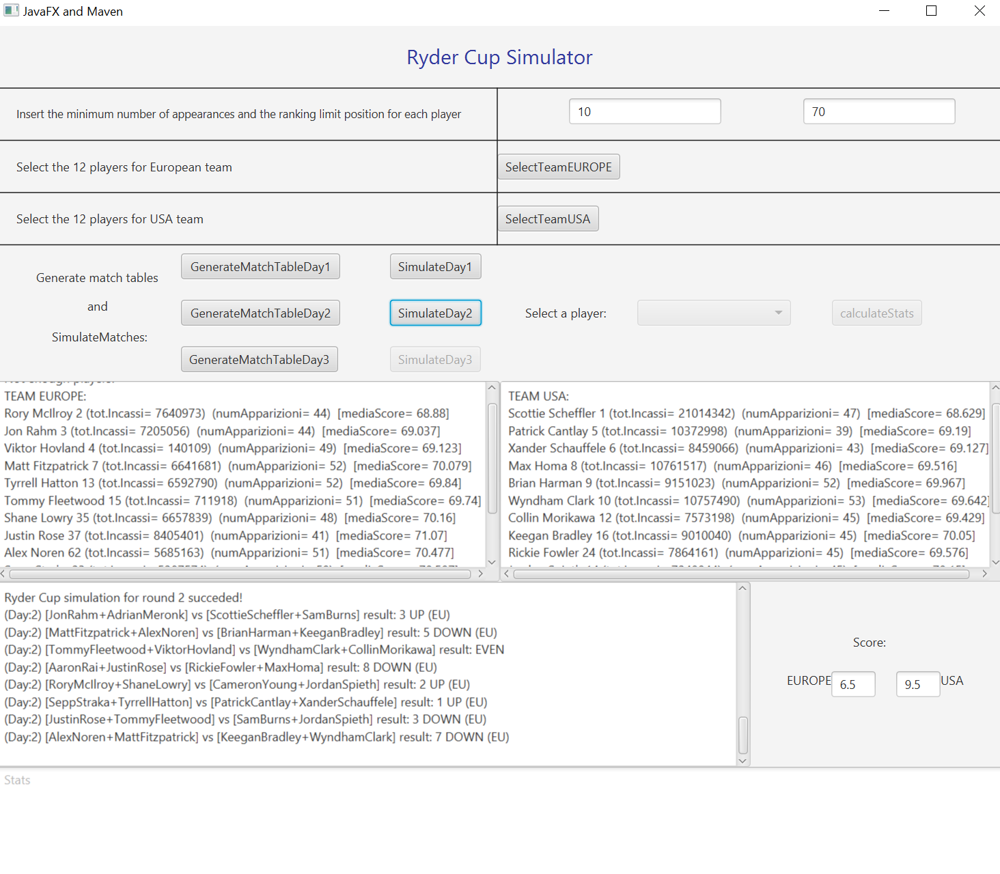 JavaFX and Maven
Ryder Cup Simulator
Insert the minimum number of appearances and the ranking limit position for each player
10
70
Select the 12 players for European team
SelectTeamEUROPE
Select the 12 players for USA team
SelectTeamUSA
Generate match tables
and
SimulateMatches:
GenerateMatchTableDay1
SimulateDay1
GenerateMatchTableDay2
SimulateDay2
Select a player:
calculateStats
GenerateMatchTableDay3
SimulateDay3
TEAM EUROPE:
Rory McIlroy 2 (tot.Incassi= 7640973)  (numApparizioni= 44)  [mediaScore= 68.88]
Jon Rahm 3 (tot.Incassi= 7205056)  (numApparizioni= 44)  [mediaScore= 69.037]
Viktor Hovland 4 (tot.Incassi= 140109)  (numApparizioni= 49)  [mediaScore= 69.123]
Matt Fitzpatrick 7 (tot.Incassi= 6641681)  (numApparizioni= 52)  [mediaScore= 70.079]
Tyrrell Hatton 13 (tot.Incassi= 6592790)  (numApparizioni= 52)  [mediaScore= 69.84]
Tommy Fleetwood 15 (tot.Incassi= 711918)  (numApparizioni= 51)  [mediaScore= 69.74]
Shane Lowry 35 (tot.Incassi= 6657839)  (numApparizioni= 48)  [mediaScore= 70.16]
Justin Rose 37 (tot.Incassi= 8405401)  (numApparizioni= 41)  [mediaScore= 71.07]
Alex Noren 62 (tot.Incassi= 5685163)  (numApparizioni= 51)  [mediaScore= 70.477]
TEAM USA:
Scottie Scheffler 1 (tot.Incassi= 21014342)  (numApparizioni= 47)  [mediaScore= 68.629]
Patrick Cantlay 5 (tot.Incassi= 10372998)  (numApparizioni= 39)  [mediaScore= 69.19]
Xander Schauffele 6 (tot.Incassi= 8459066)  (numApparizioni= 43)  [mediaScore= 69.127]
Max Homa 8 (tot.Incassi= 10761517)  (numApparizioni= 46)  [mediaScore= 69.516]
Brian Harman 9 (tot.Incassi= 9151023)  (numApparizioni= 52)  [mediaScore= 69.967]
Wyndham Clark 10 (tot.Incassi= 10757490)  (numApparizioni= 53)  [mediaScore= 69.642]
Collin Morikawa 12 (tot.Incassi= 7573198)  (numApparizioni= 45)  [mediaScore= 69.429]
Keegan Bradley 16 (tot.Incassi= 9010040)  (numApparizioni= 45)  [mediaScore= 70.05]
Rickie Fowler 24 (tot.Incassi= 7864161)  (numApparizioni= 45)  [mediaScore= 69.576]
Ryder Cup simulation for round 2 succeded!
(Day:2) [JonRahm+AdrianMeronk] vs [ScottieScheffler+SamBurns] result: 3 UP (EU)
(Day:2) [MattFitzpatrick+AlexNoren] vs [BrianHarman+KeeganBradley] result: 5 DOWN (EU)
(Day:2) [TommyFleetwood+ViktorHovland] vs [WyndhamClark+CollinMorikawa] result: EVEN
(Day:2) [AaronRai+JustinRose] vs [RickieFowler+MaxHoma] result: 8 DOWN (EU)
(Day:2) [RoryMcIlroy+ShaneLowry] vs [CameronYoung+JordanSpieth] result: 2 UP (EU)
(Day:2) [SeppStraka+TyrrellHatton] vs [PatrickCantlay+XanderSchauffele] result: 1 UP (EU)
(Day:2) [JustinRose+TommyFleetwood] vs [SamBurns+JordanSpieth] result: 3 DOWN (EU)
(Day:2) [AlexNoren+MattFitzpatrick] vs [KeeganBradley+WyndhamClark] result: 7 DOWN (EU)
Score:
EUROPE 6.5
9.5 USA
Stats